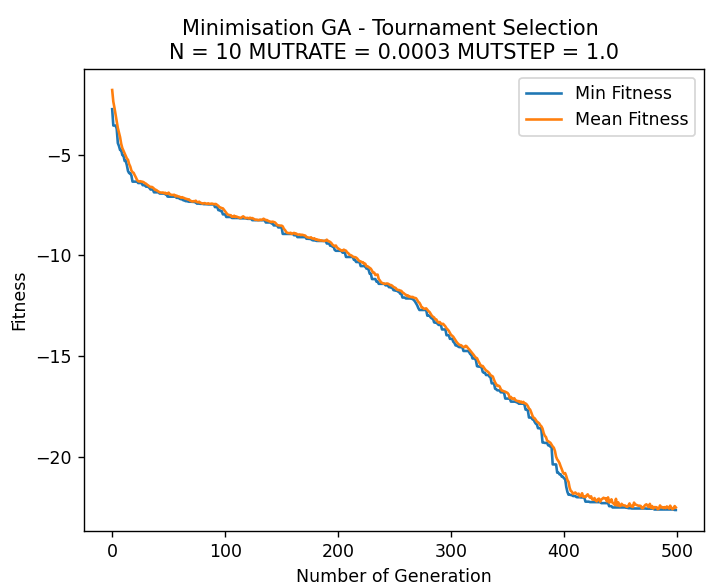 Minimisation GA - Tournament Selection
N = 10 MUTRATE = 0.0003 MUTSTEP = 1.0
Min Fitness
Mean Fitness
−5
−10
−15
−20
Fitness
0 100 200 300 400 500
Number of Generation